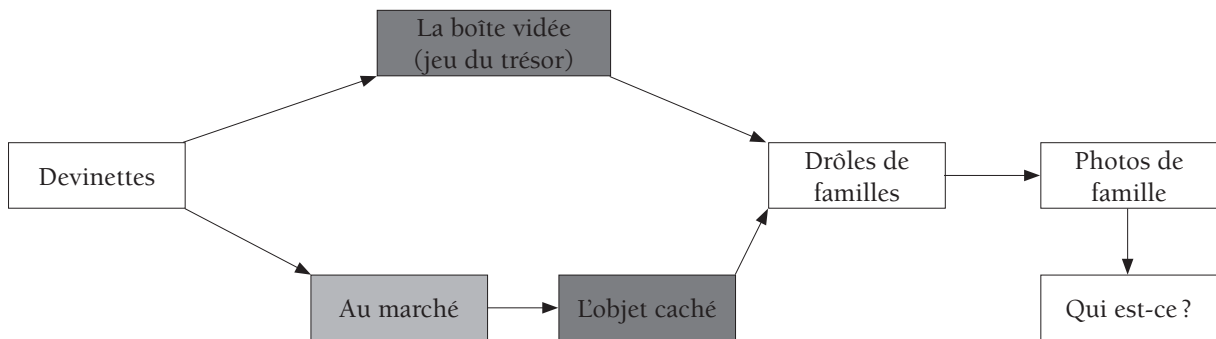 La boîte vidée
(jeu du trésor)
Devinettes
Drôles de
familles
Photos de
famille
Au marché
L'objet caché
Qui est-ce ?